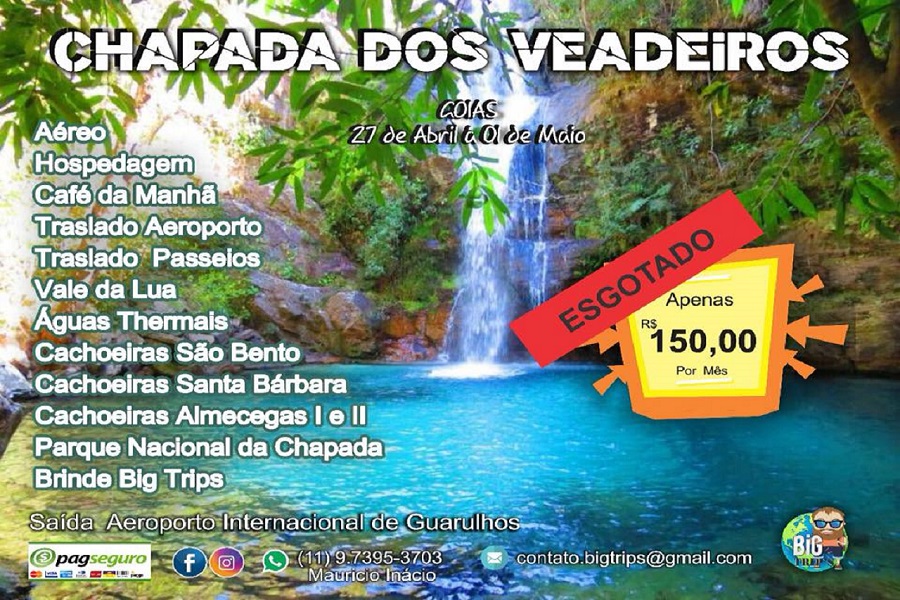 CHAPADA DOS VEADEIROS
GOIAS
27 de Abril à 01 de Maio
Aéreo
Hospedagem
Café da Manhã
Traslado Aeroporto
Traslado Passeios
Vale da Lua
Águas Thermais
Cachoeiras São Bento
Cachoeiras Santa Bárbara
Cachoeiras Almecegas I e II
Parque Nacional da Chapada
Brinde Big Trips
ESGOTADO
Apenas
R$
150,00
Por Mês
Saída Aeroporto Internacional de Guarulhos
pagseguro
(11) 9.7395-3703
Mauricio Inácio
contato.bigtrips@gmail.com
BiG